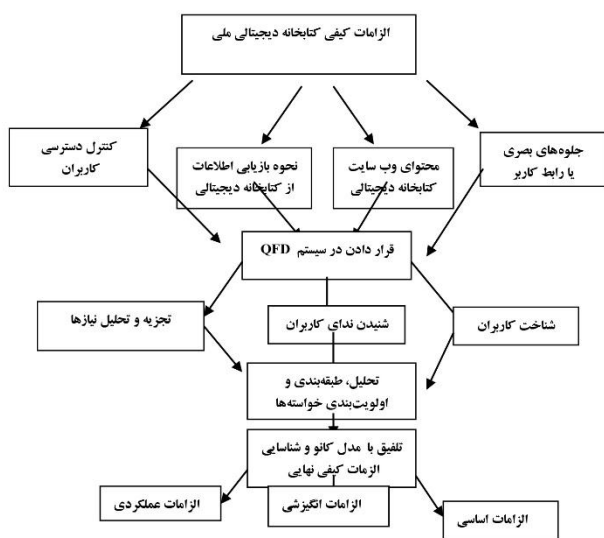 الزامات کیفی کتابخانه دیجیتالی ملی
جلوه‌های بصری
یا رابط کاربر
محتوای وب سایت
کتابخانه دیجیتالی
نحوه بازیابی اطلاعات
از کتابخانه دیجیتالی
کنترل دسترسی
کاربران
قرار دادن در سیستم QFD
شناخت کاربران
شنیدن ندای کاربران
تجزیه و تحلیل نیازها
تحلیل، طبقه‌بندی و
اولویت‌بندی خواسته‌ها
تلفیق با مدل کانو و شناسایی
الزمات کیفی نهایی
الزامات اساسی
الزامات انگیزشی
الزامات عملکردی